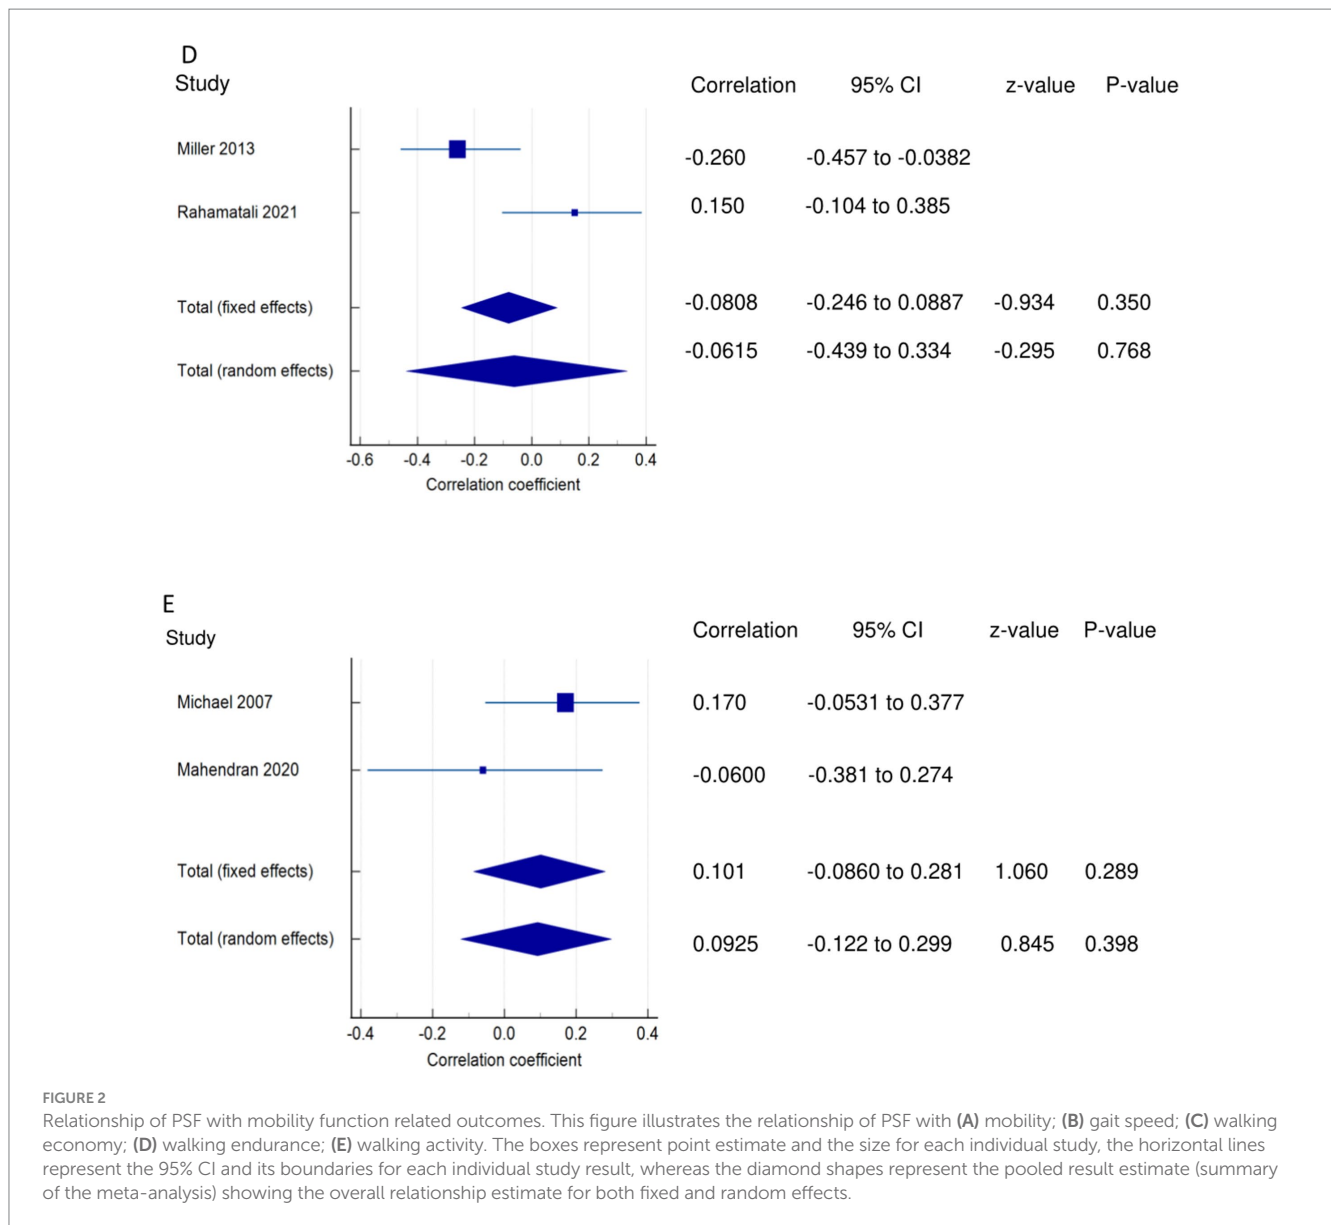 D
Study Correlation 95% CI z-value P-value
Miller 2013 -0.260 -0.457 to -0.0382
Rahamatali 2021 0.150 -0.104 to 0.385
Total (fixed effects) -0.0808 -0.246 to 0.0887 -0.934 0.350
Total (random effects) -0.0615 -0.439 to 0.334 -0.295 0.768
-0.6 -0.4 -0.2 0.0 0.2 0.4
Correlation coefficient
E
Study Correlation 95% CI z-value P-value
Michael 2007 0.170 -0.0531 to 0.377
Mahendran 2020 -0.0600 -0.381 to 0.274
Total (fixed effects) 0.101 -0.0860 to 0.281 1.060 0.289
Total (random effects) 0.0925 -0.122 to 0.299 0.845 0.398
-0.4 -0.2 0.0 0.2 0.4
Correlation coefficient
FIGURE 2
Relationship of PSF with mobility function related outcomes. This figure illustrates the relationship of PSF with (A) mobility; (B) gait speed; (C) walking
economy; (D) walking endurance; (E) walking activity. The boxes represent point estimate and the size for each individual study, the horizontal lines
represent the 95% CI and its boundaries for each individual study result, whereas the diamond shapes represent the pooled result estimate (summary
of the meta-analysis) showing the overall relationship estimate for both fixed and random effects.